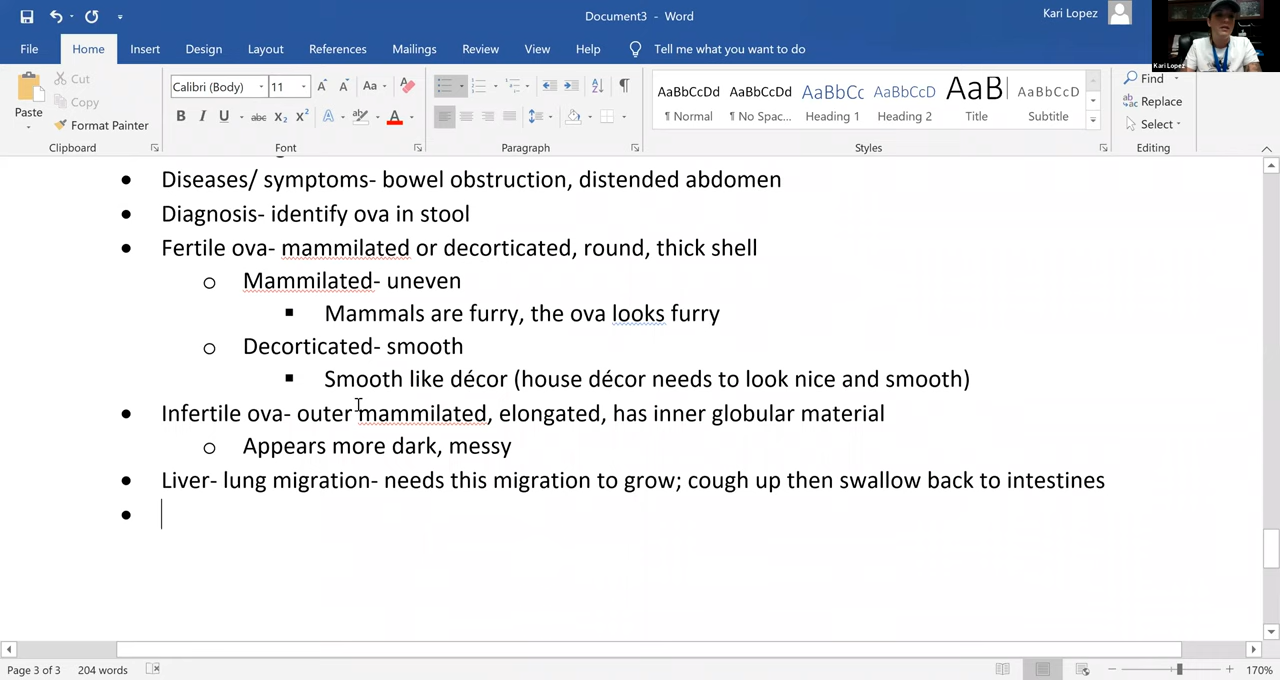 Document3 - Word
Kari Lopez
File Home Insert Design Layout References Mailings Review View Help Tell me what you want to do
Paste
Cut
Copy
Format Painter
Clipboard
Calibri (Body) 11
Aa
B I U abc X₂ X² A A
Font
Paragraph
AaBbCcDd AaBbCcDd AaBbCc AaBbCcD AaB AaBbCcD
¶ Normal ¶ No Spac... Heading 1 Heading 2 Title Subtitle
Styles
Find
Replace
Select
Editing
Kari Lopez
• Diseases/ symptoms- bowel obstruction, distended abdomen
• Diagnosis- identify ova in stool
• Fertile ova- mammilated or decorticated, round, thick shell
o Mammilated- uneven
▪ Mammals are furry, the ova looks furry
o Decorticated- smooth
▪ Smooth like décor (house décor needs to look nice and smooth)
• Infertile ova- outer mammilated, elongated, has inner globular material
o Appears more dark, messy
• Liver- lung migration- needs this migration to grow; cough up then swallow back to intestines
•
Page 3 of 3 204 words
170%